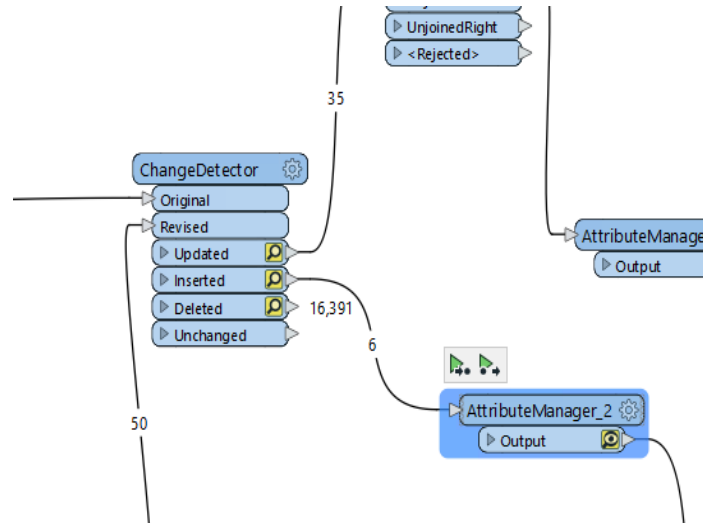 UnjoinedRight
<Rejected>
35
ChangeDetector
Original
Revised
Updated
Inserted
Deleted
16,391
Unchanged
6
AttributeManage
Output
50
AttributeManager_2
Output